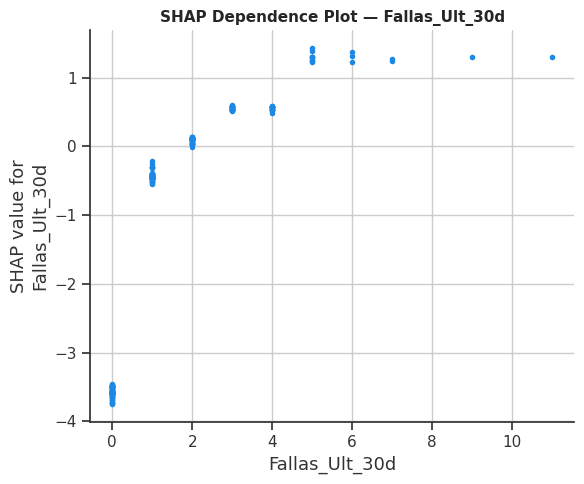 SHAP Dependence Plot — Fallas_Ult_30d
SHAP value for
Fallas_Ult_30d
1
0
−1
−2
−3
−4
0 2 4 6 8 10
Fallas_Ult_30d